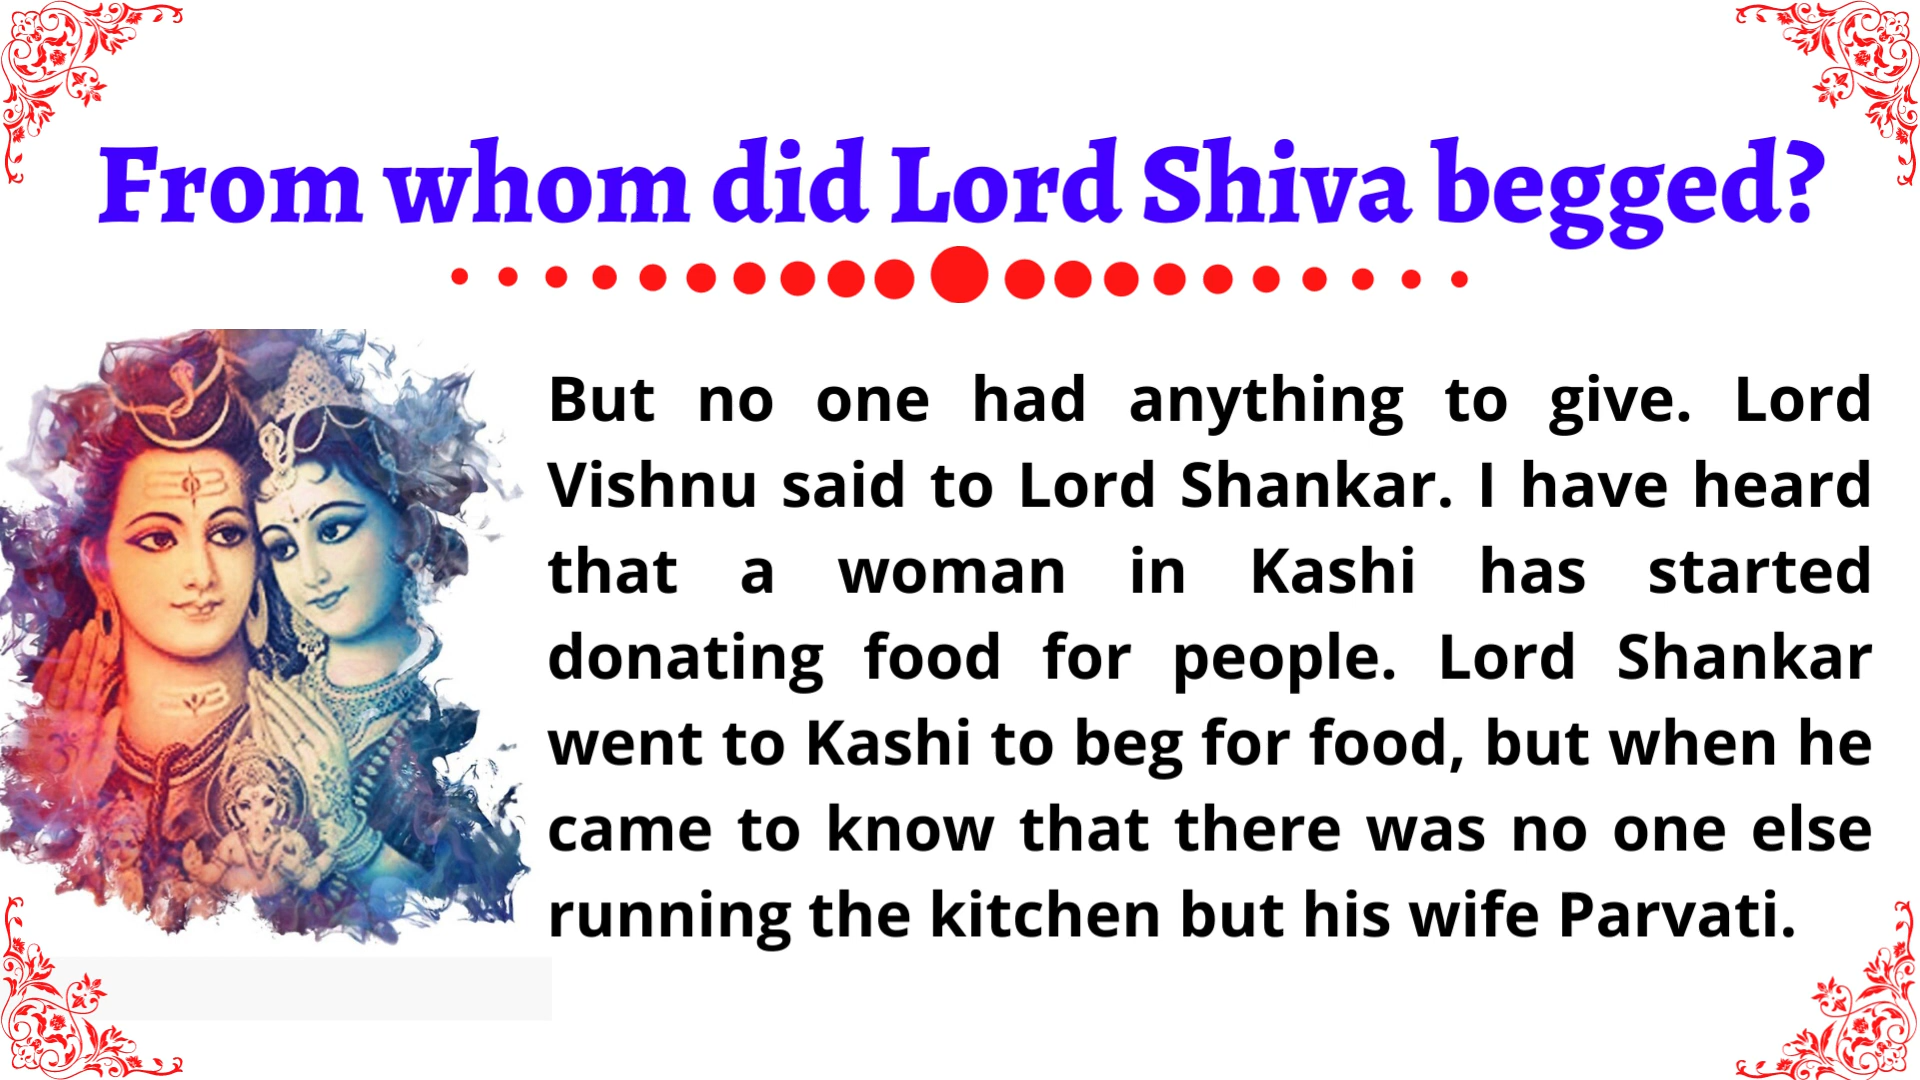 From whom did Lord Shiva begged?
But no one had anything to give. Lord
Vishnu said to Lord Shankar. I have heard
that a woman in Kashi has started
donating food for people. Lord Shankar
went to Kashi to beg for food, but when he
came to know that there was no one else
running the kitchen but his wife Parvati.